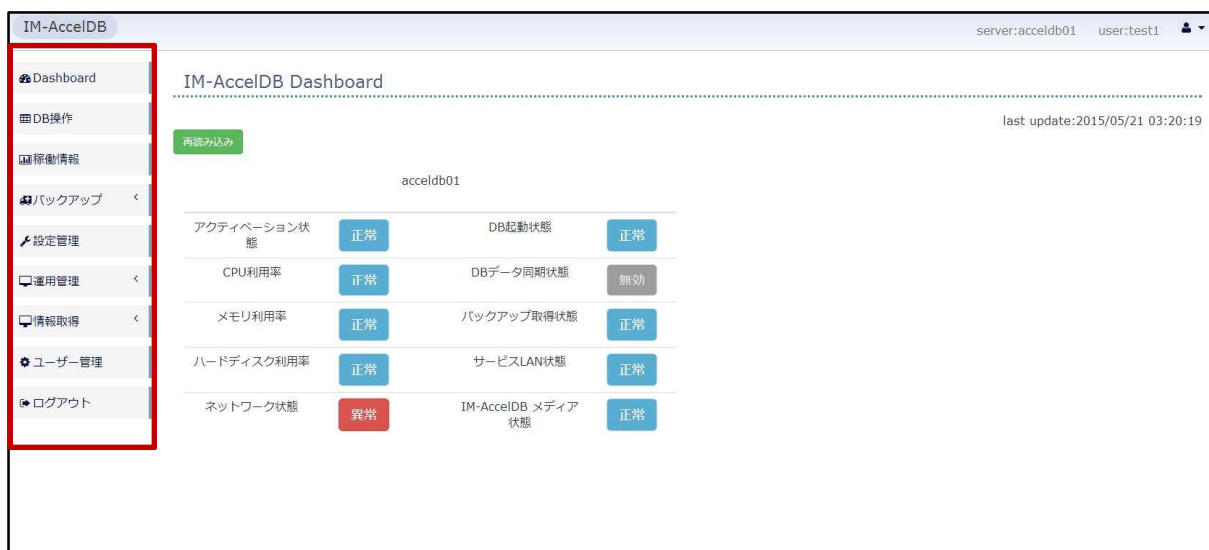 IM-AccelDB
server:acceldb01 user:test1
Dashboard
DB操作
稼働情報
バックアップ
設定管理
運用管理
情報取得
ユーザー管理
ログアウト
IM-AccelDB Dashboard
last update:2015/05/21 03:20:19
再読み込み
acceldb01
アクティベーション状
態
正常
DB起動状態
正常
CPU利用率
正常
DBデータ同期状態
無効
メモリ利用率
正常
バックアップ取得状態
正常
ハードディスク利用率
正常
サービスLAN状態
正常
ネットワーク状態
異常
IM-AccelDB メディア
状態
正常